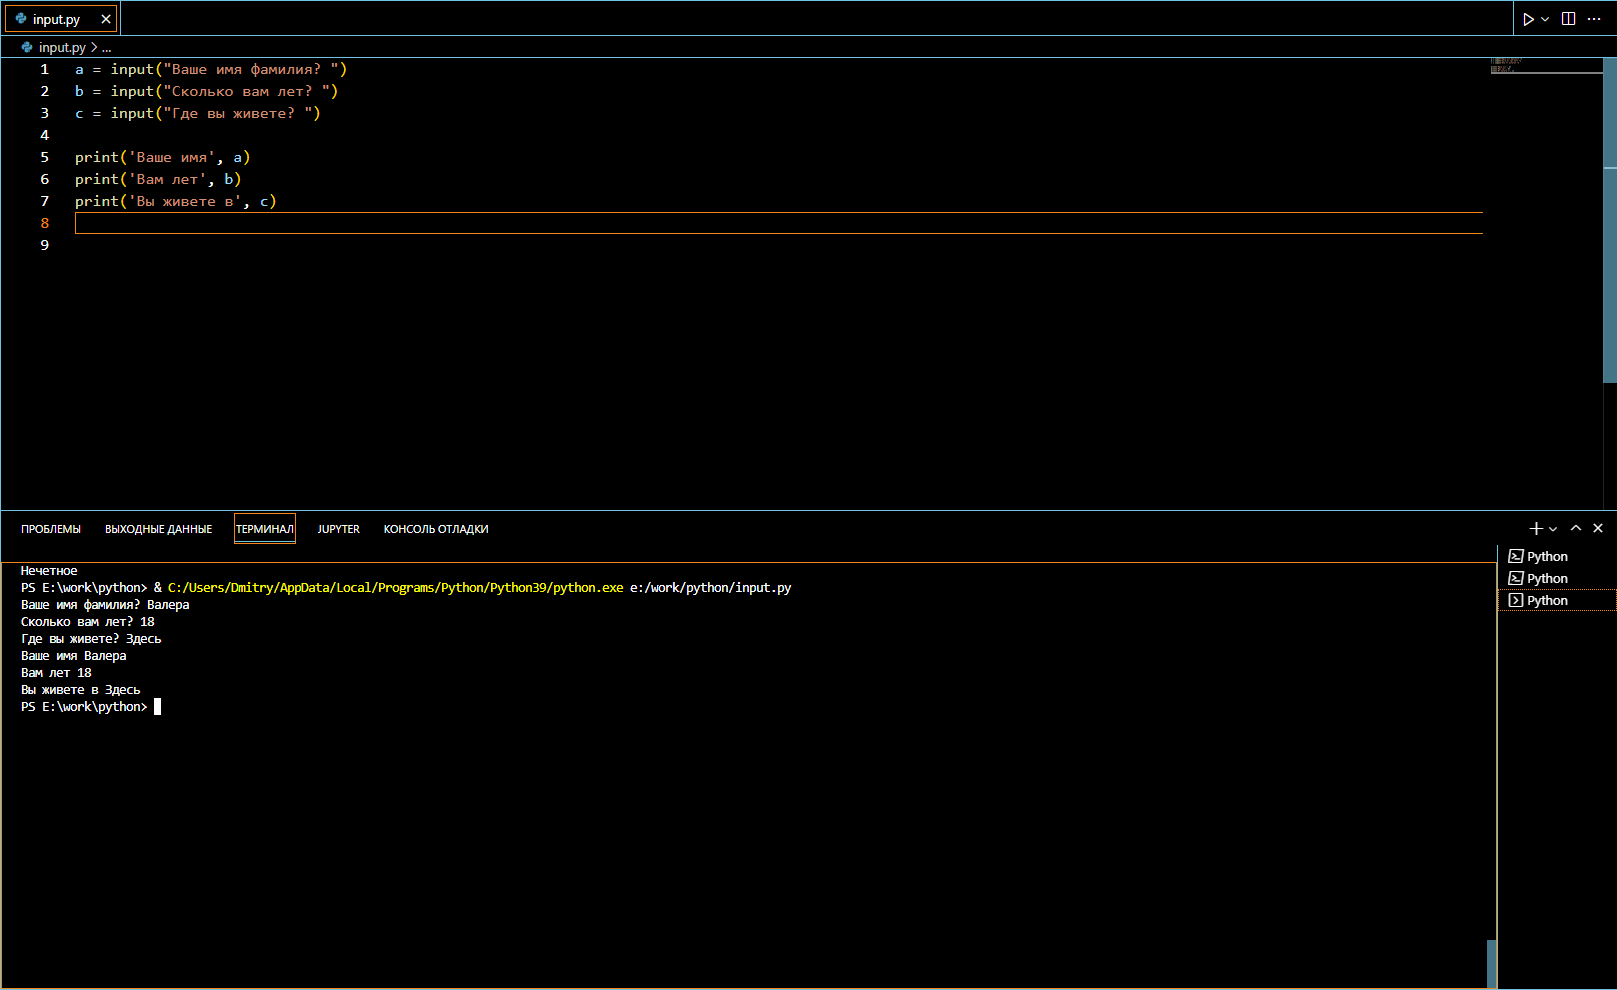 input.py
input.py > ...
1 a = input("Ваше имя фамилия? ")
2 b = input("Сколько вам лет? ")
3 c = input("Где вы живете? ")
4
5 print('Ваше имя', a)
6 print('Вам лет', b)
7 print('Вы живете в', c)
8
9
ПРОБЛЕМЫ ВЫХОДНЫЕ ДАННЫЕ ТЕРМИНАЛ JUPYTER КОНСОЛЬ ОТЛАДКИ
Нечетное
PS E:\work\python> & C:/Users/Dmitry/AppData/Local/Programs/Python/Python39/python.exe e:/work/python/input.py
Ваше имя фамилия? Валера
Сколько вам лет? 18
Где вы живете? Здесь
Ваше имя Валера
Вам лет 18
Вы живете в Здесь
PS E:\work\python>
Python
Python
Python